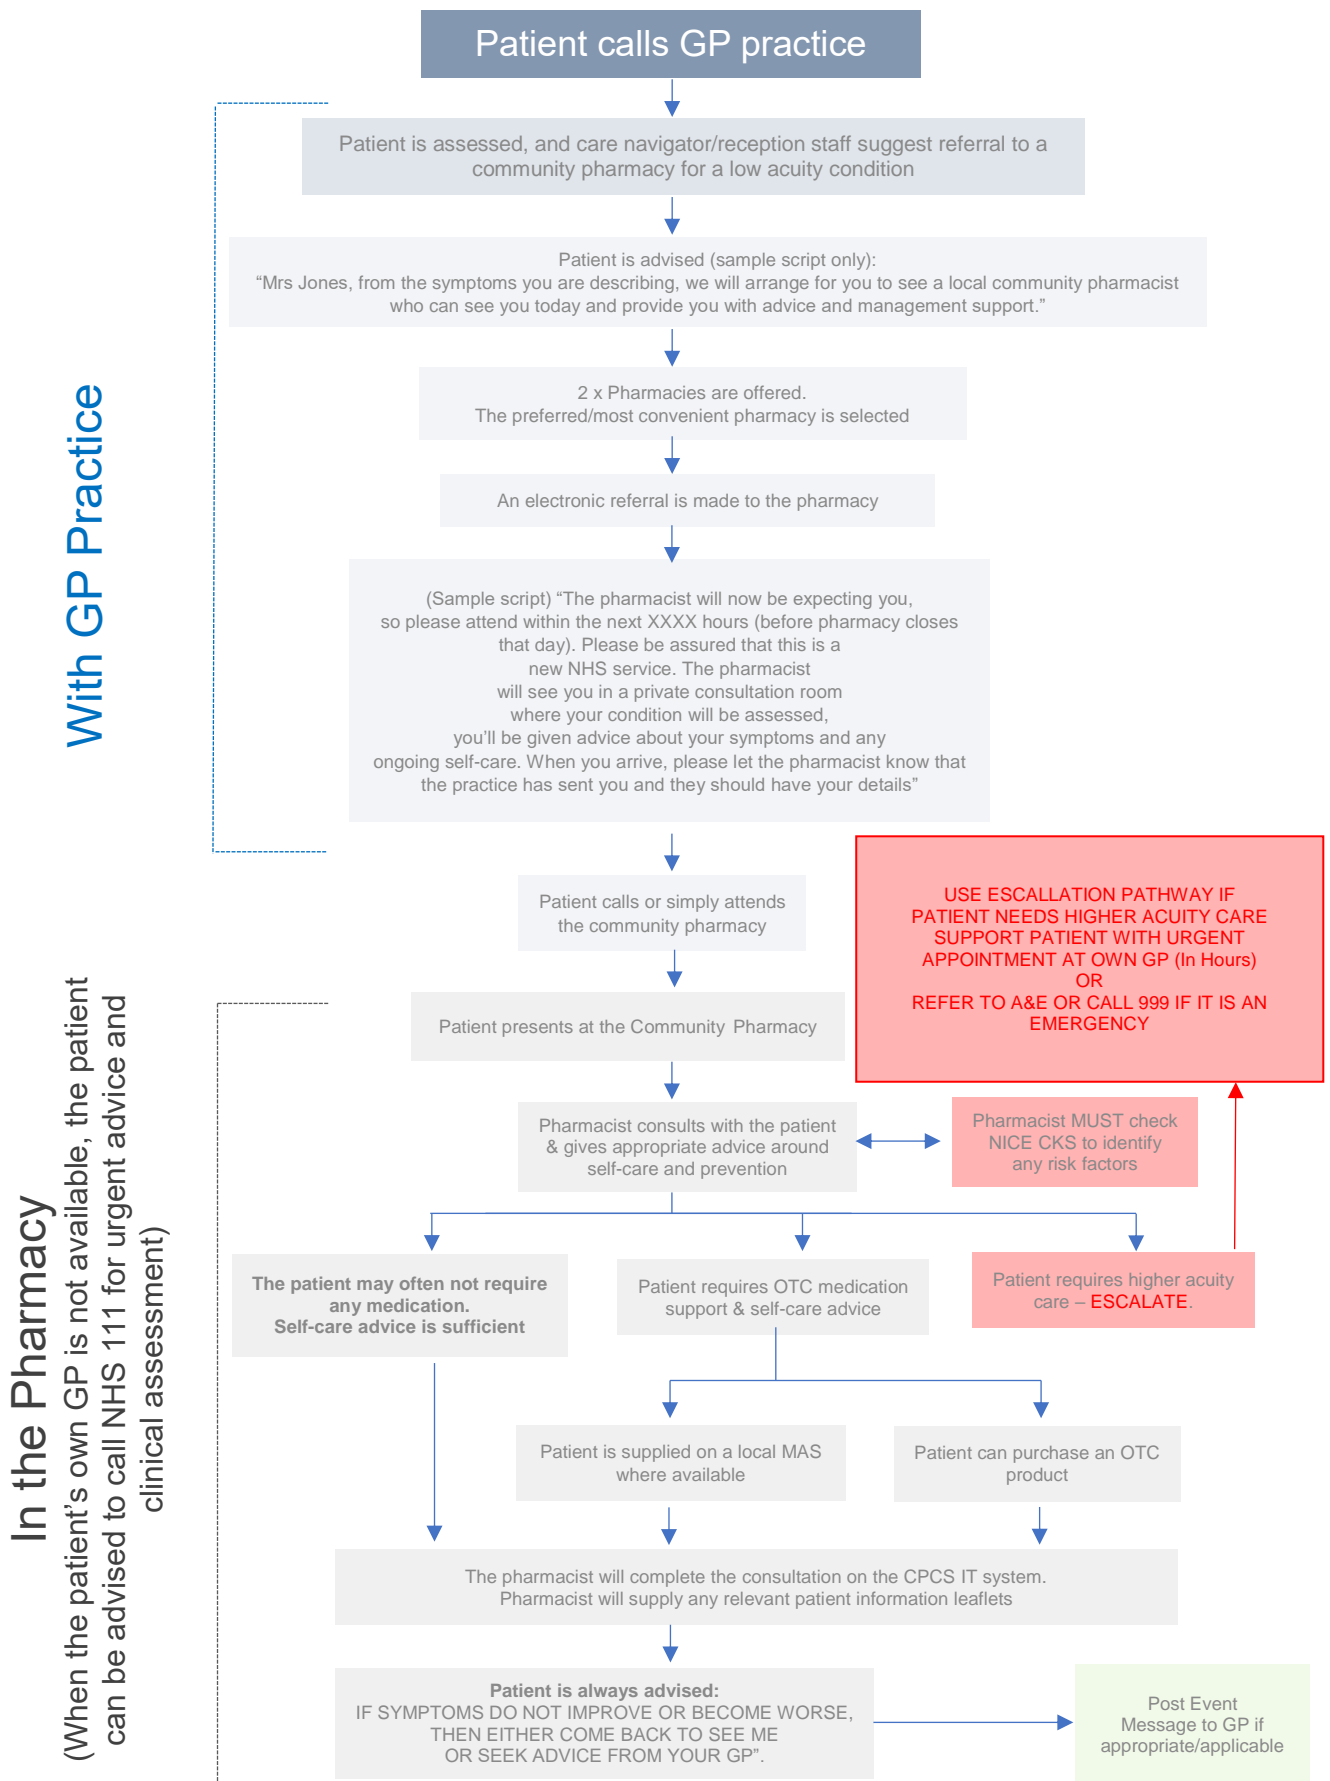 Patient calls GP practice
Patient is assessed, and care navigator/reception staff suggest referral to a
community pharmacy for a low acuity condition
Patient is advised (sample script only):
“Mrs Jones, from the symptoms you are describing, we will arrange for you to see a local community pharmacist
who can see you today and provide you with advice and management support.”
2 x Pharmacies are offered.
The preferred/most convenient pharmacy is selected
An electronic referral is made to the pharmacy
(Sample script) “The pharmacist will now be expecting you,
so please attend within the next XXXX hours (before pharmacy closes
that day). Please be assured that this is a
new NHS service. The pharmacist
will see you in a private consultation room
where your condition will be assessed,
you’ll be given advice about your symptoms and any
ongoing self-care. When you arrive, please let the pharmacist know that
the practice has sent you and they should have your details”
With GP Practice
Patient calls or simply attends
the community pharmacy
USE ESCALLATION PATHWAY IF
PATIENT NEEDS HIGHER ACUITY CARE
SUPPORT PATIENT WITH URGENT
APPOINTMENT AT OWN GP (In Hours)
OR
REFER TO A&E OR CALL 999 IF IT IS AN
EMERGENCY
In the Pharmacy
(When the patient’s own GP is not available, the patient
can be advised to call NHS 111 for urgent advice and
clinical assessment)
Patient presents at the Community Pharmacy
Pharmacist consults with the patient
& gives appropriate advice around
self-care and prevention
Pharmacist MUST check
NICE CKS to identify
any risk factors
The patient may often not require
any medication.
Self-care advice is sufficient
Patient requires OTC medication
support & self-care advice
Patient requires higher acuity
care – ESCALATE.
Patient is supplied on a local MAS
where available
Patient can purchase an OTC
product
The pharmacist will complete the consultation on the CPCS IT system.
Pharmacist will supply any relevant patient information leaflets
Patient is always advised:
IF SYMPTOMS DO NOT IMPROVE OR BECOME WORSE,
THEN EITHER COME BACK TO SEE ME
OR SEEK ADVICE FROM YOUR GP”.
Post Event
Message to GP if
appropriate/applicable